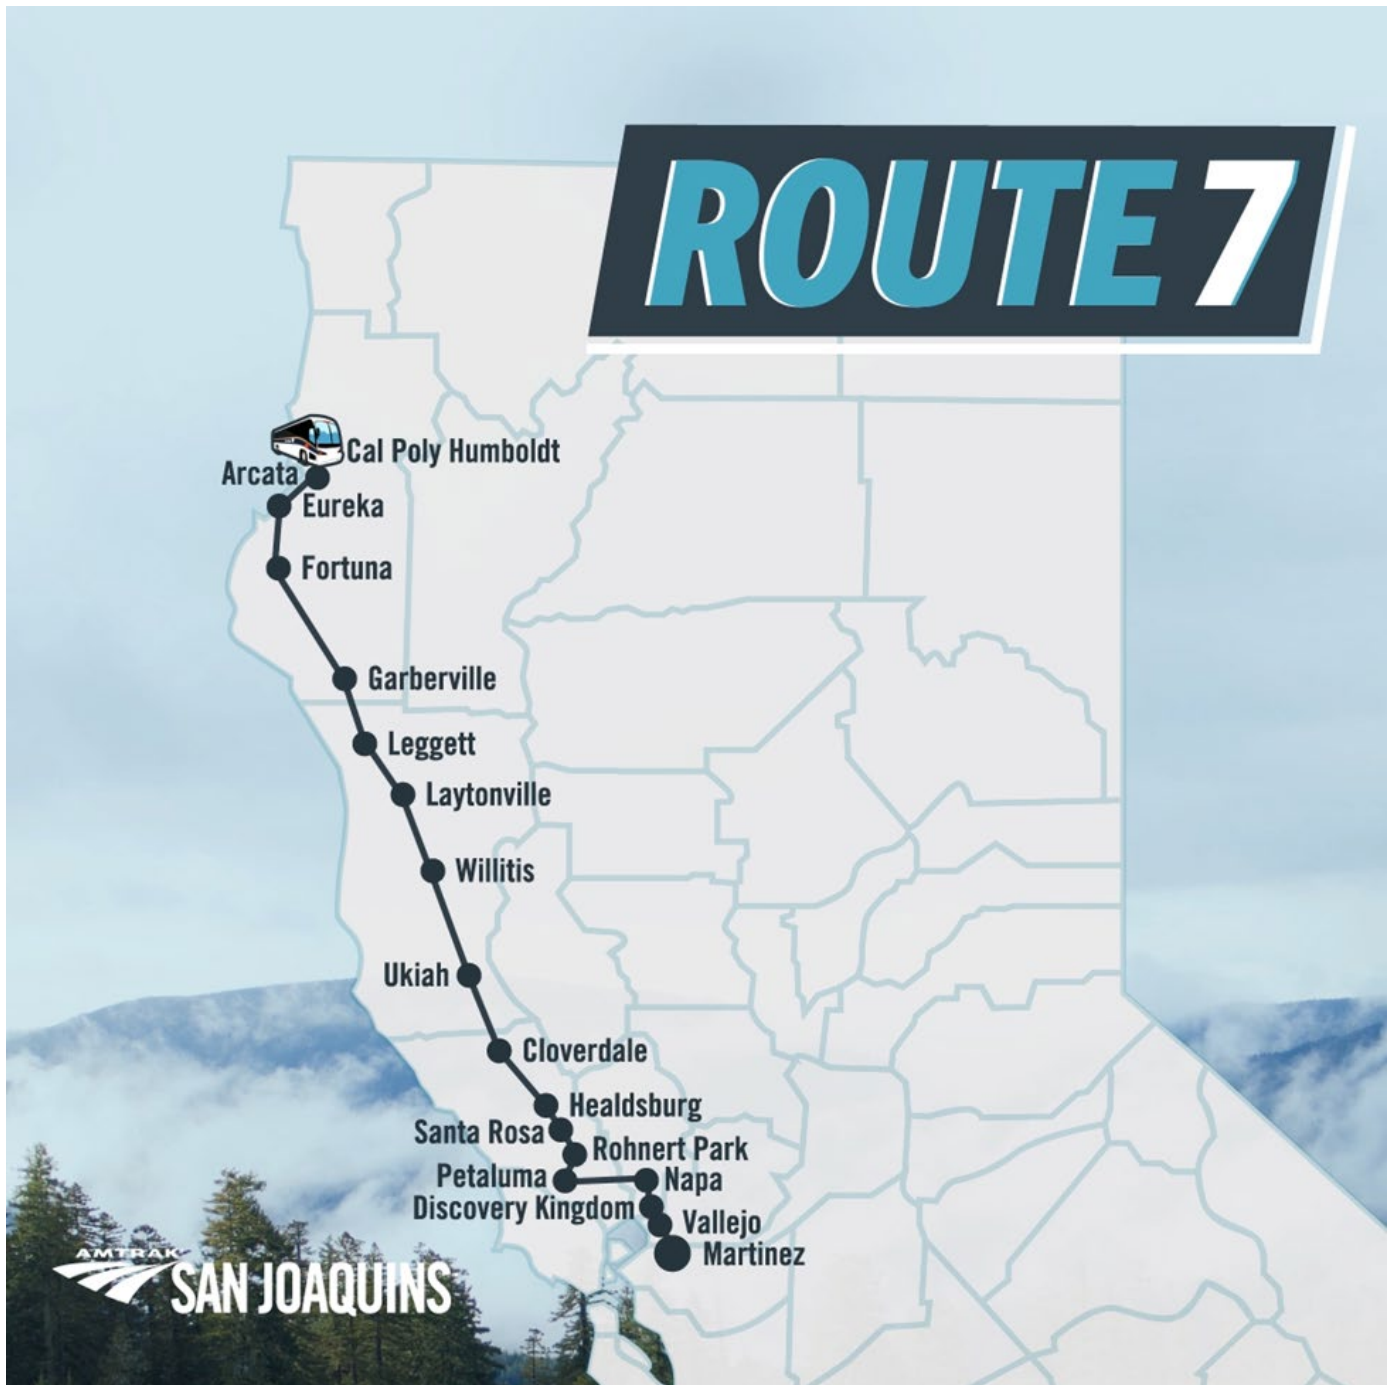 ROUTE 7
Cal Poly Humboldt
Arcata
Eureka
Fortuna
Garberville
Leggett
Laytonville
Willitis
Ukiah
Cloverdale
Healdsburg
Santa Rosa
Rohnert Park
Petaluma
Napa
Discovery Kingdom
Vallejo
Martinez
AMTRAK
SAN JOAQUINS